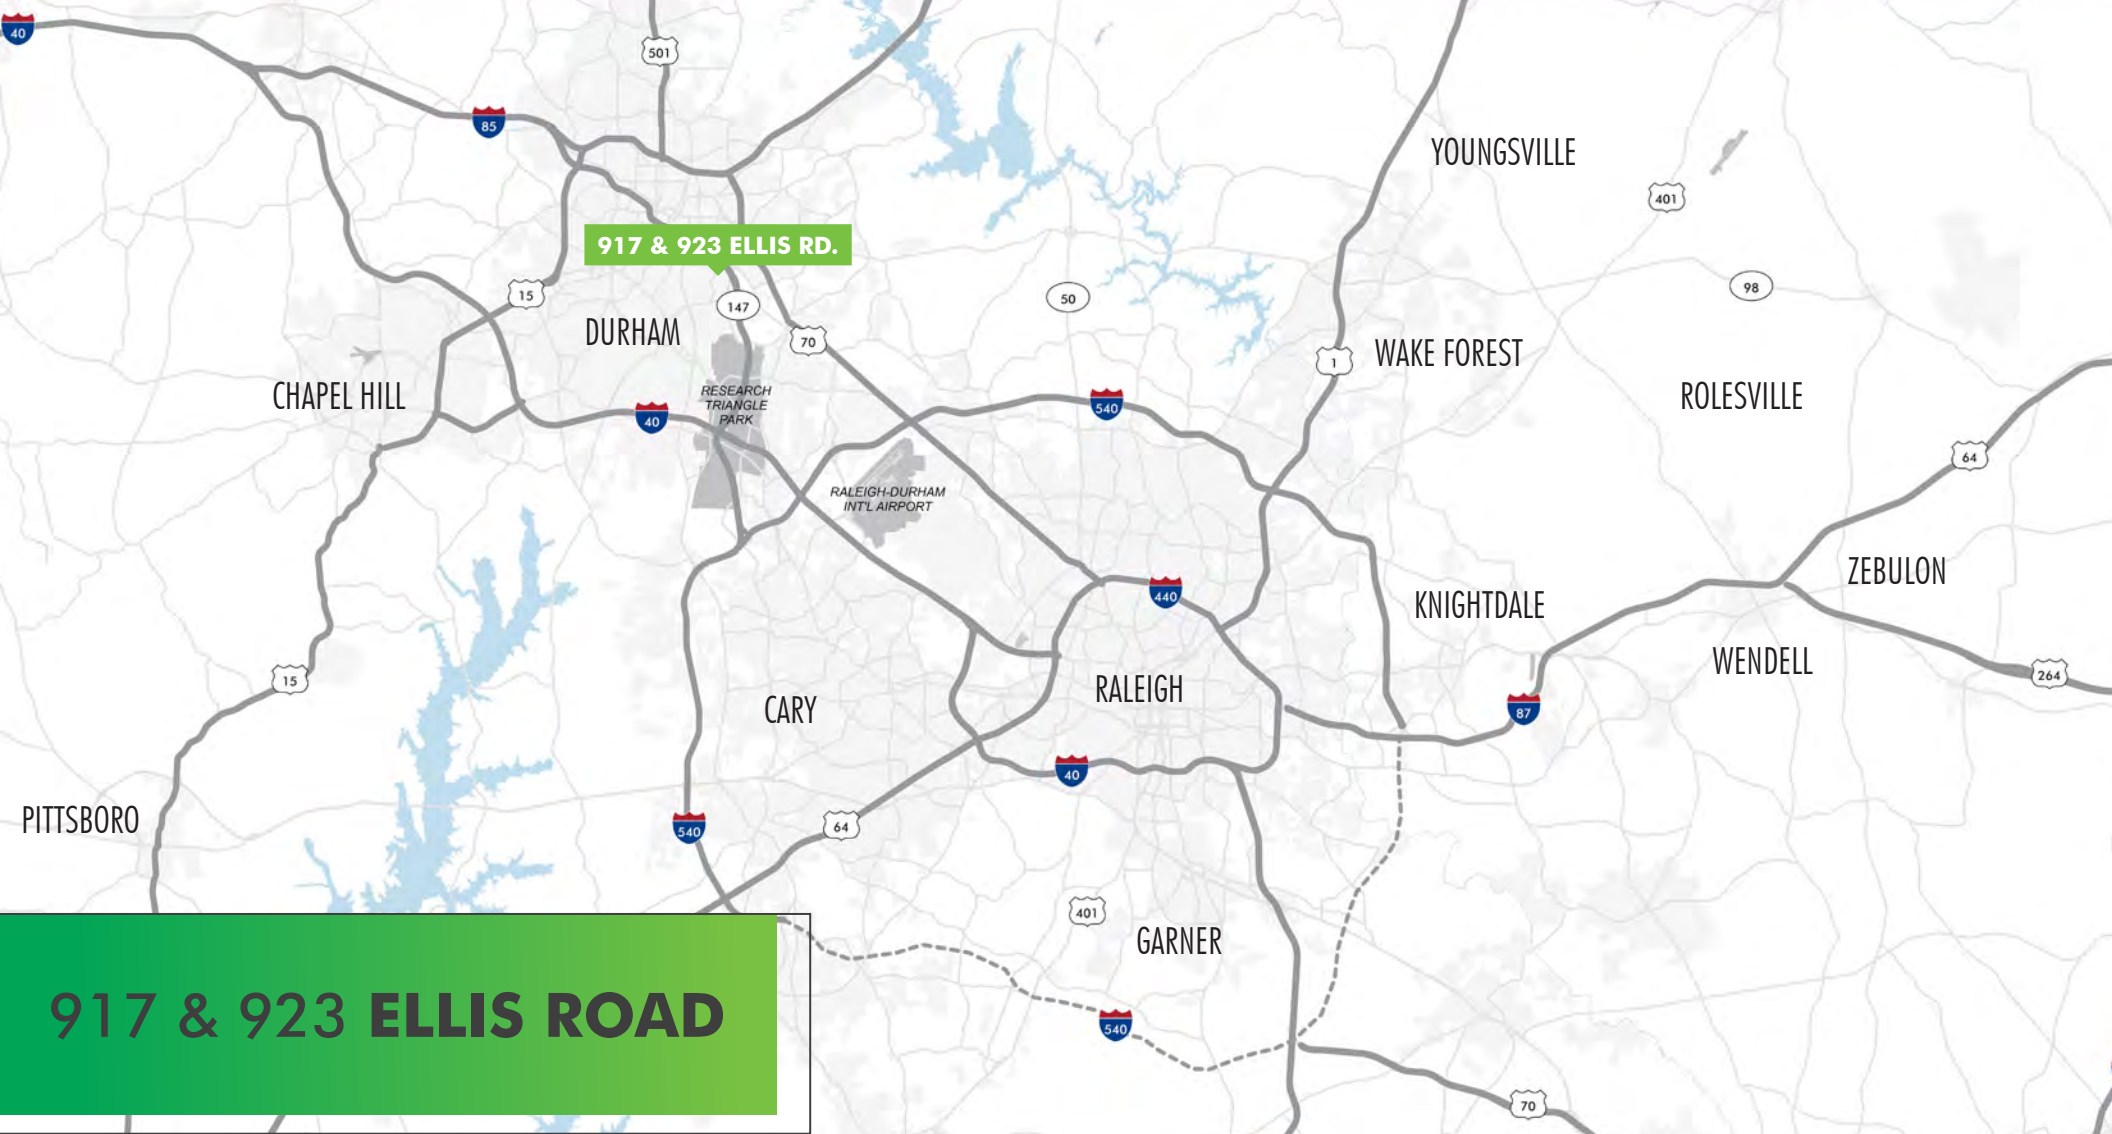 40
501
85
YOUNGSVILLE
401
917 & 923 ELLIS RD.
15
147
50
98
DURHAM
70
1
WAKE FOREST
CHAPEL HILL
RESEARCH
TRIANGLE
PARK
40
540
ROLESVILLE
64
RALEIGH-DURHAM
INT'L AIRPORT
ZEBULON
440
KNIGHTDALE
15
WENDELL
264
RALEIGH
CARY
87
40
PITTSBORO
540
64
401
GARNER
917 & 923 ELLIS ROAD
540
70